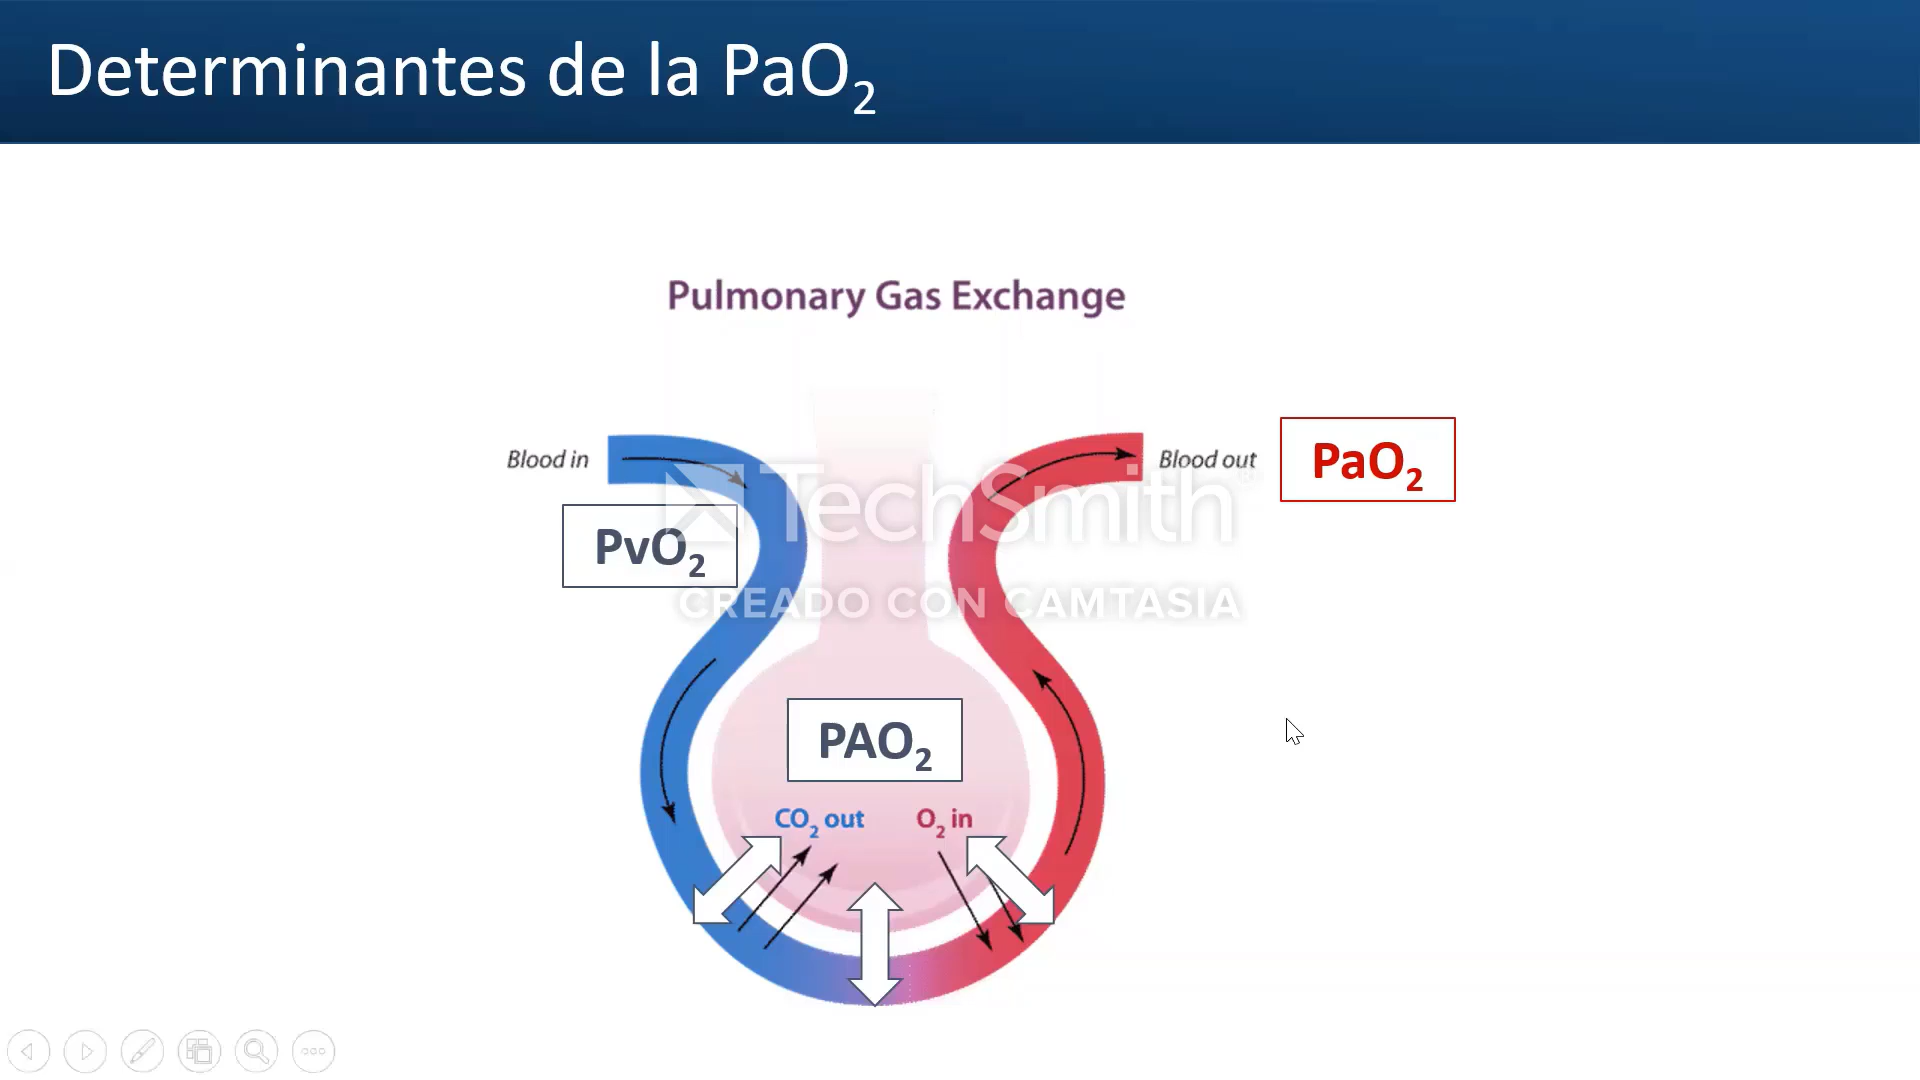 Determinantes de la PaO₂
Pulmonary Gas Exchange
Blood in
Blood out
PaO₂
TechSmith
PvO₂
CREADO CON CAMTASIA
PAO₂
CO₂ out
O₂ in